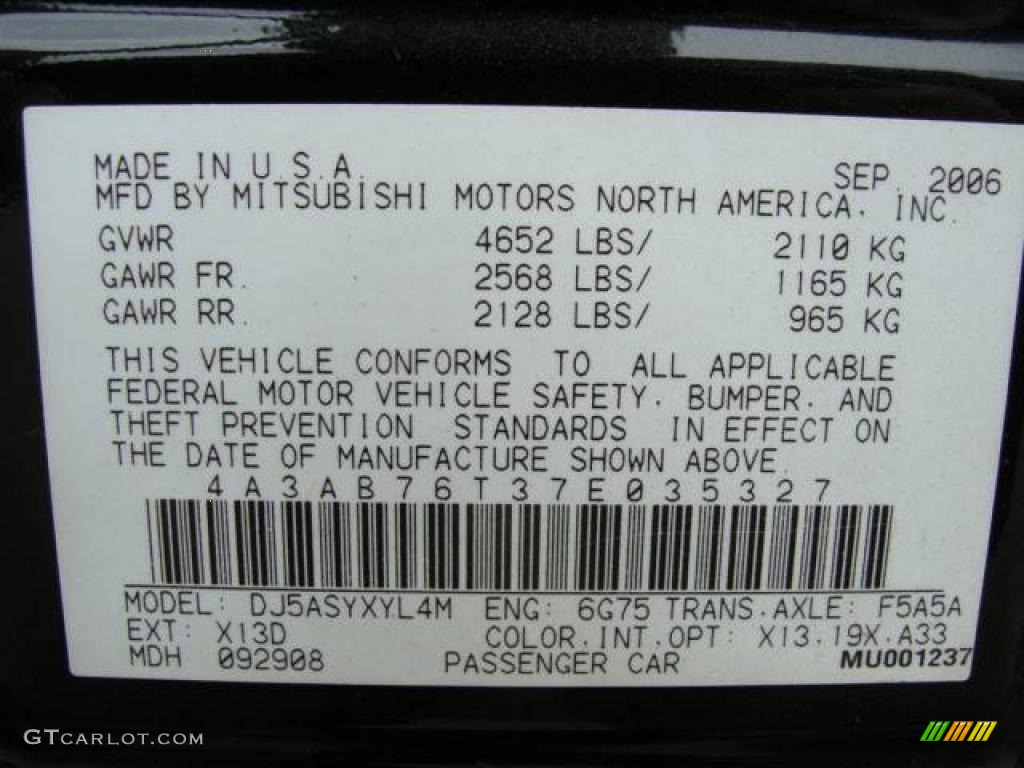 MADE IN U.S.A. SEP. 2006
MFD BY MITSUBISHI MOTORS NORTH AMERICA, INC.
GVWR 4652 LBS/ 2110 KG
GAWR FR. 2568 LBS/ 1165 KG
GAWR RR. 2128 LBS/ 965 KG
THIS VEHICLE CONFORMS TO ALL APPLICABLE
FEDERAL MOTOR VEHICLE SAFETY, BUMPER, AND
THEFT PREVENTION STANDARDS IN EFFECT ON
THE DATE OF MANUFACTURE SHOWN ABOVE.
4A3AB76T37E035327
MODEL: DJ5ASYXYL4M ENG: 6G75 TRANS.AXLE: F5A5A
EXT: X13D COLOR.INT.OPT: X13.19X.A33
MDH 092908 PASSENGER CAR MU001237
GTCARLOT.COM